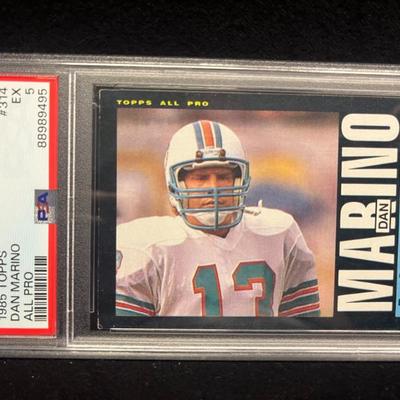 1985 TOPPS
DAN MARINO
ALL PRO
#314
EX
5
88989495
PSA
TOPPS ALL PRO
MARINO
DAN
13